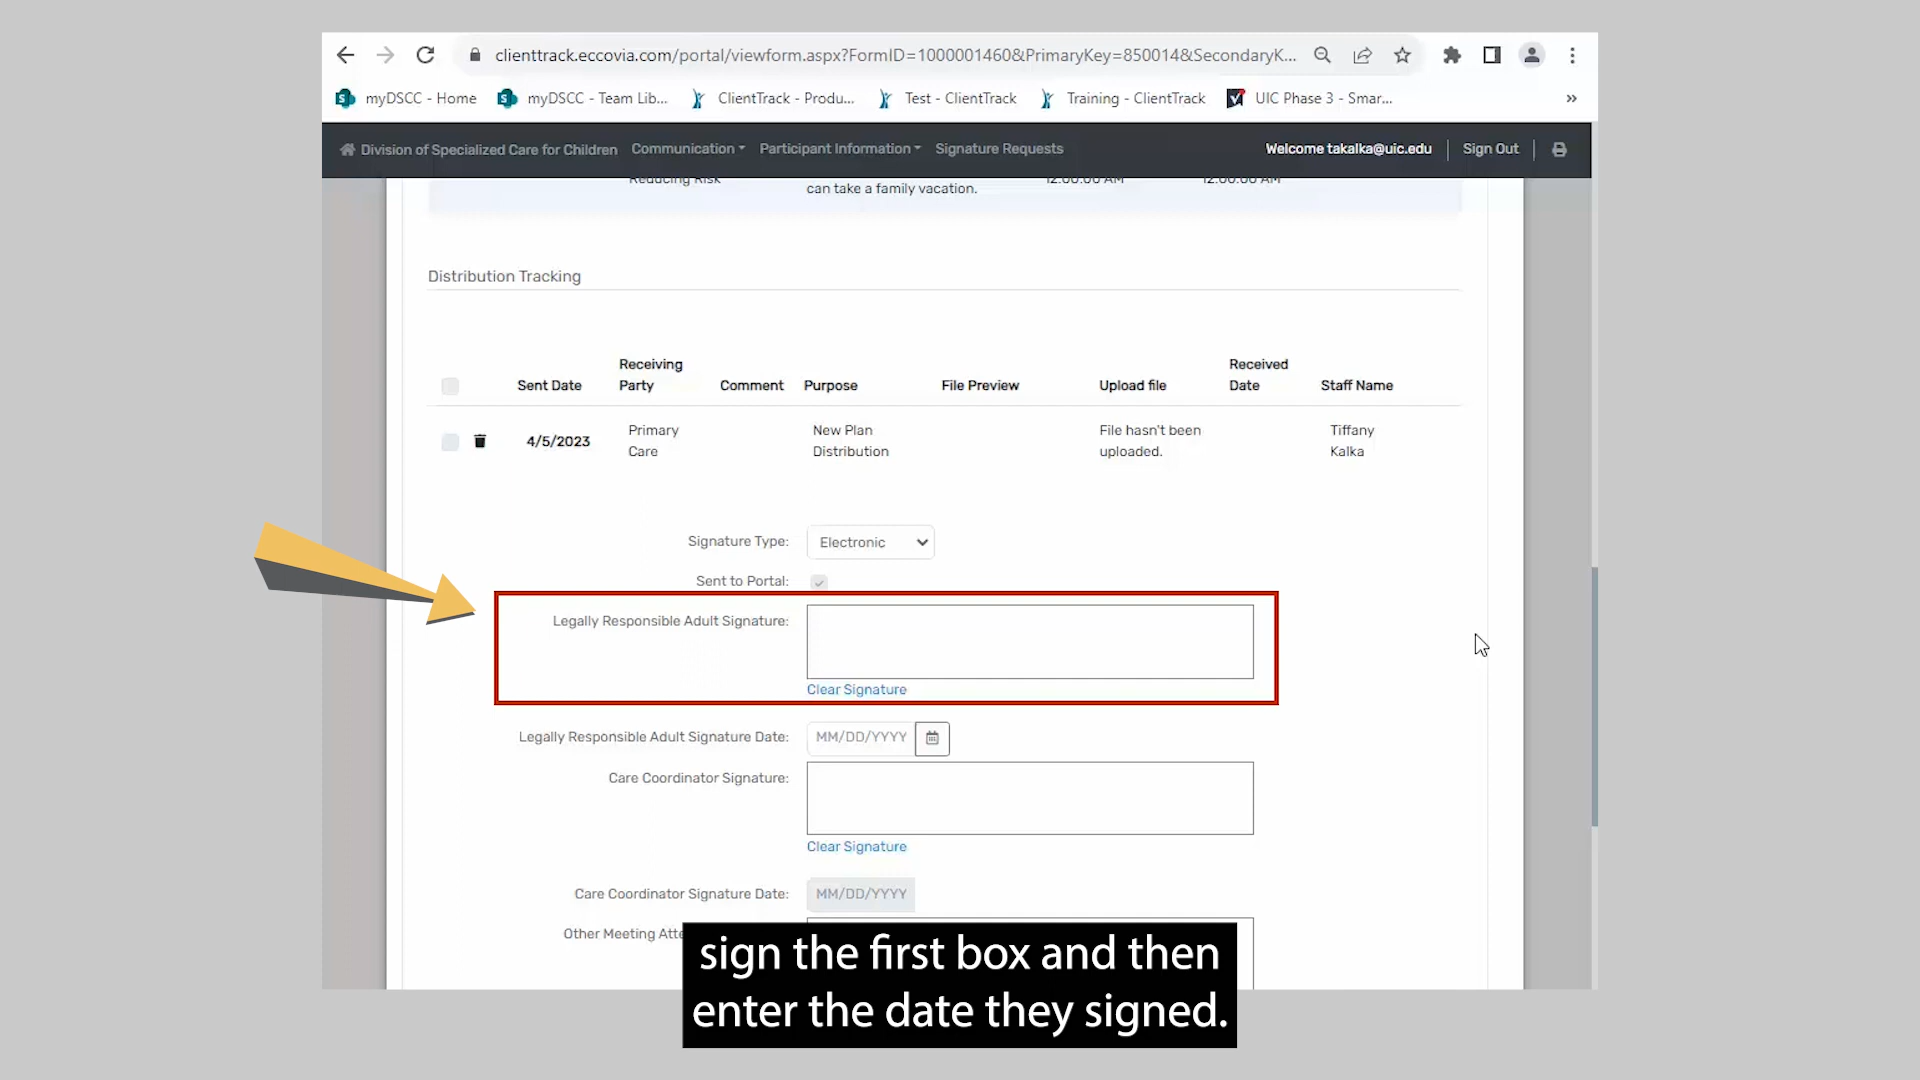 clienttrack.eccovia.com/portal/viewform.aspx?FormID=1000001460&PrimaryKey=850014&SecondaryK...
myDSCC - Home myDSCC - Team Lib... ClientTrack - Produ... Test - ClientTrack Training - ClientTrack UIC Phase 3 - Smar... »
Division of Specialized Care for Children Communication Participant Information Signature Requests Welcome takalka@uic.edu Sign Out
Reducing Risk can take a family vacation. 12:00:00 AM 12:00:00 AM
Distribution Tracking
Sent Date Receiving Party Comment Purpose File Preview Upload file Received Date Staff Name
4/5/2023 Primary Care New Plan Distribution File hasn't been uploaded. Tiffany Kalka
Signature Type: Electronic
Sent to Portal:
Legally Responsible Adult Signature:
Clear Signature
Legally Responsible Adult Signature Date: MM/DD/YYYY
Care Coordinator Signature:
Clear Signature
Care Coordinator Signature Date: MM/DD/YYYY
Other Meeting
sign the first box and then
enter the date they signed.